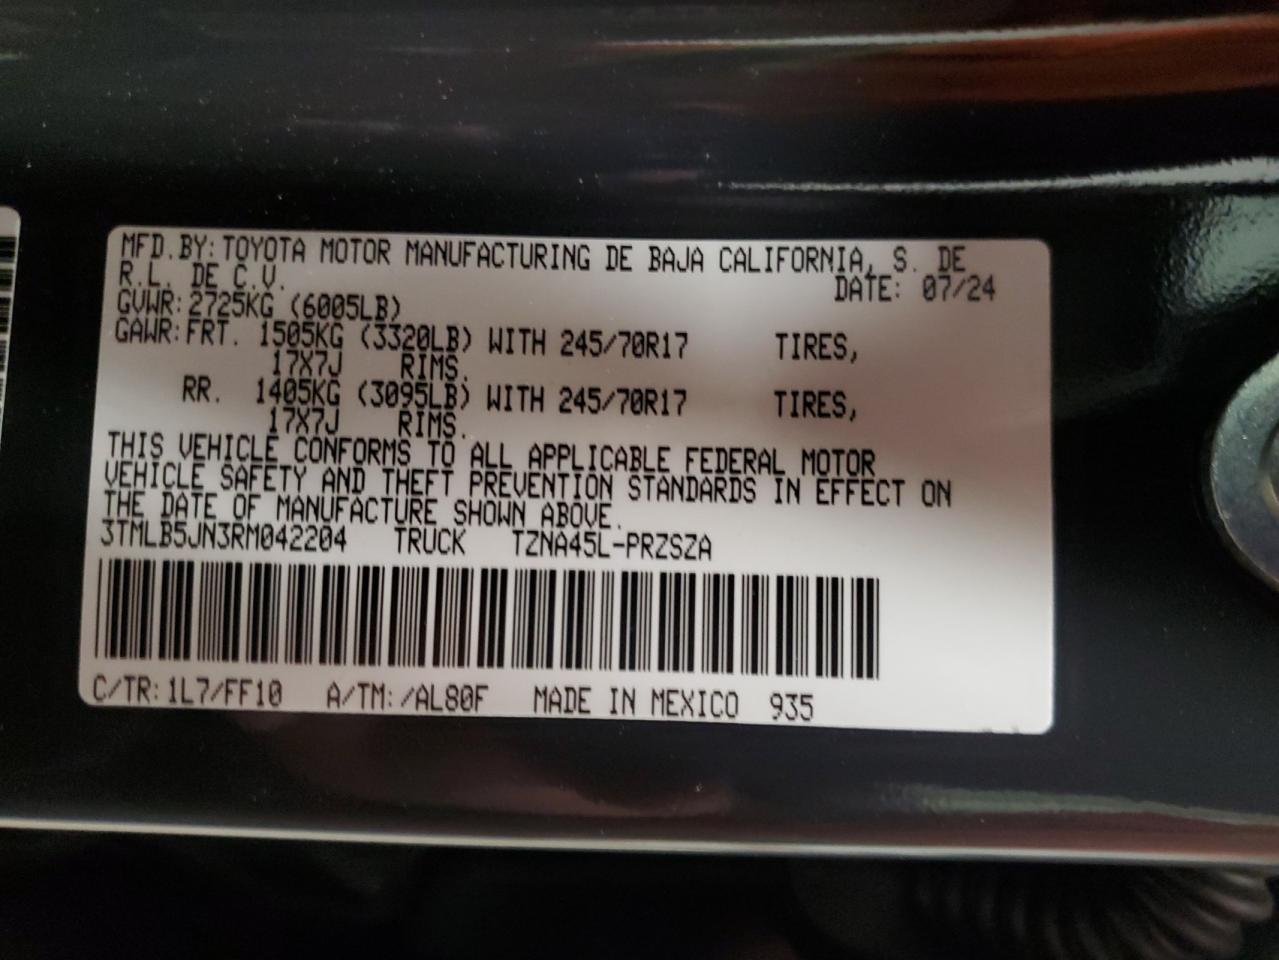 MFD.BY: TOYOTA MOTOR MANUFACTURING DE BAJA CALIFORNIA, S. DE
R.L. DE C.V. DATE: 07/24
GVWR: 2725KG (6005LB)
GAWR: FRT. 1505KG (3320LB) WITH 245/70R17 TIRES,
17X7J RIMS.
RR. 1405KG (3095LB) WITH 245/70R17 TIRES,
17X7J RIMS.
THIS VEHICLE CONFORMS TO ALL APPLICABLE FEDERAL MOTOR
VEHICLE SAFETY AND THEFT PREVENTION STANDARDS IN EFFECT ON
THE DATE OF MANUFACTURE SHOWN ABOVE.
3TMLB5JN3RM042204 TRUCK TZNA45L-PRZSZA
C/TR: 1L7/FF10 A/TM: /AL80F MADE IN MEXICO 935